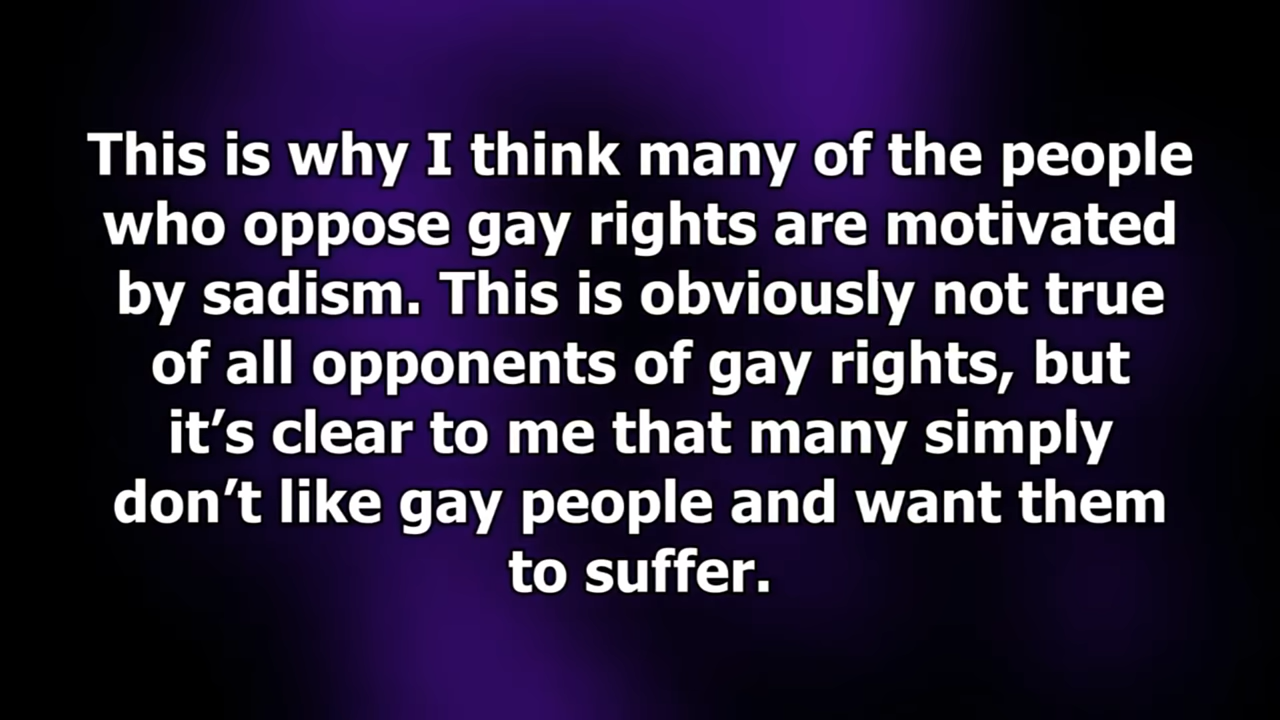 This is why I think many of the people
who oppose gay rights are motivated
by sadism. This is obviously not true
of all opponents of gay rights, but
it’s clear to me that many simply
don’t like gay people and want them
to suffer.